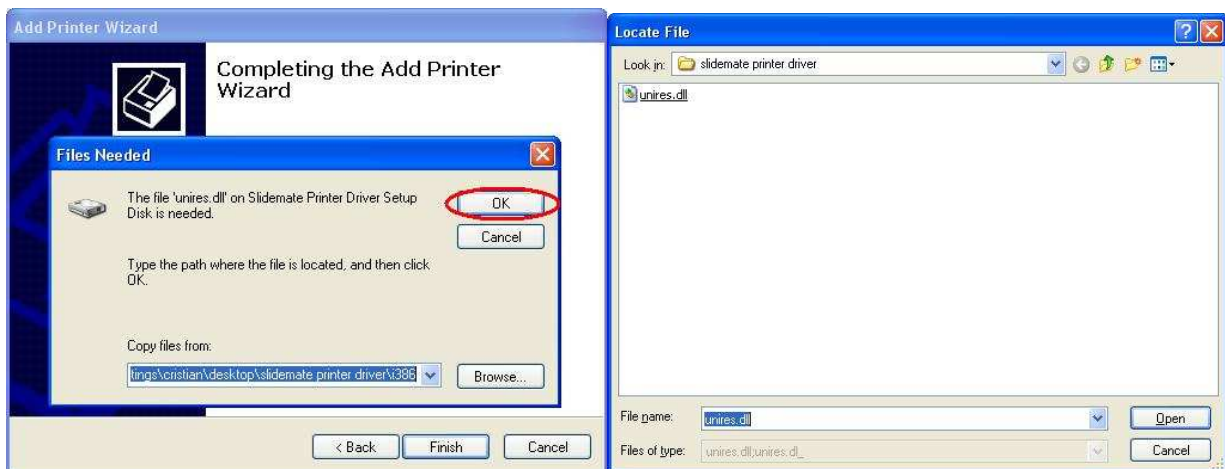 Add Printer Wizard
Completing the Add Printer
Wizard
Files Needed
The file 'unires.dll' on Slidemate Printer Driver Setup
Disk is needed.
OK
Cancel
Type the path where the file is located, and then click
OK.
Copy files from:
tings\cristian\desktop\slidemate printer driver\i386
Browse...
< Back
Finish
Cancel
Locate File
Look in:
slidemate printer driver
unires.dll
File name:
unires.dll
Open
Files of type:
unires.dll;unires.dl_
Cancel